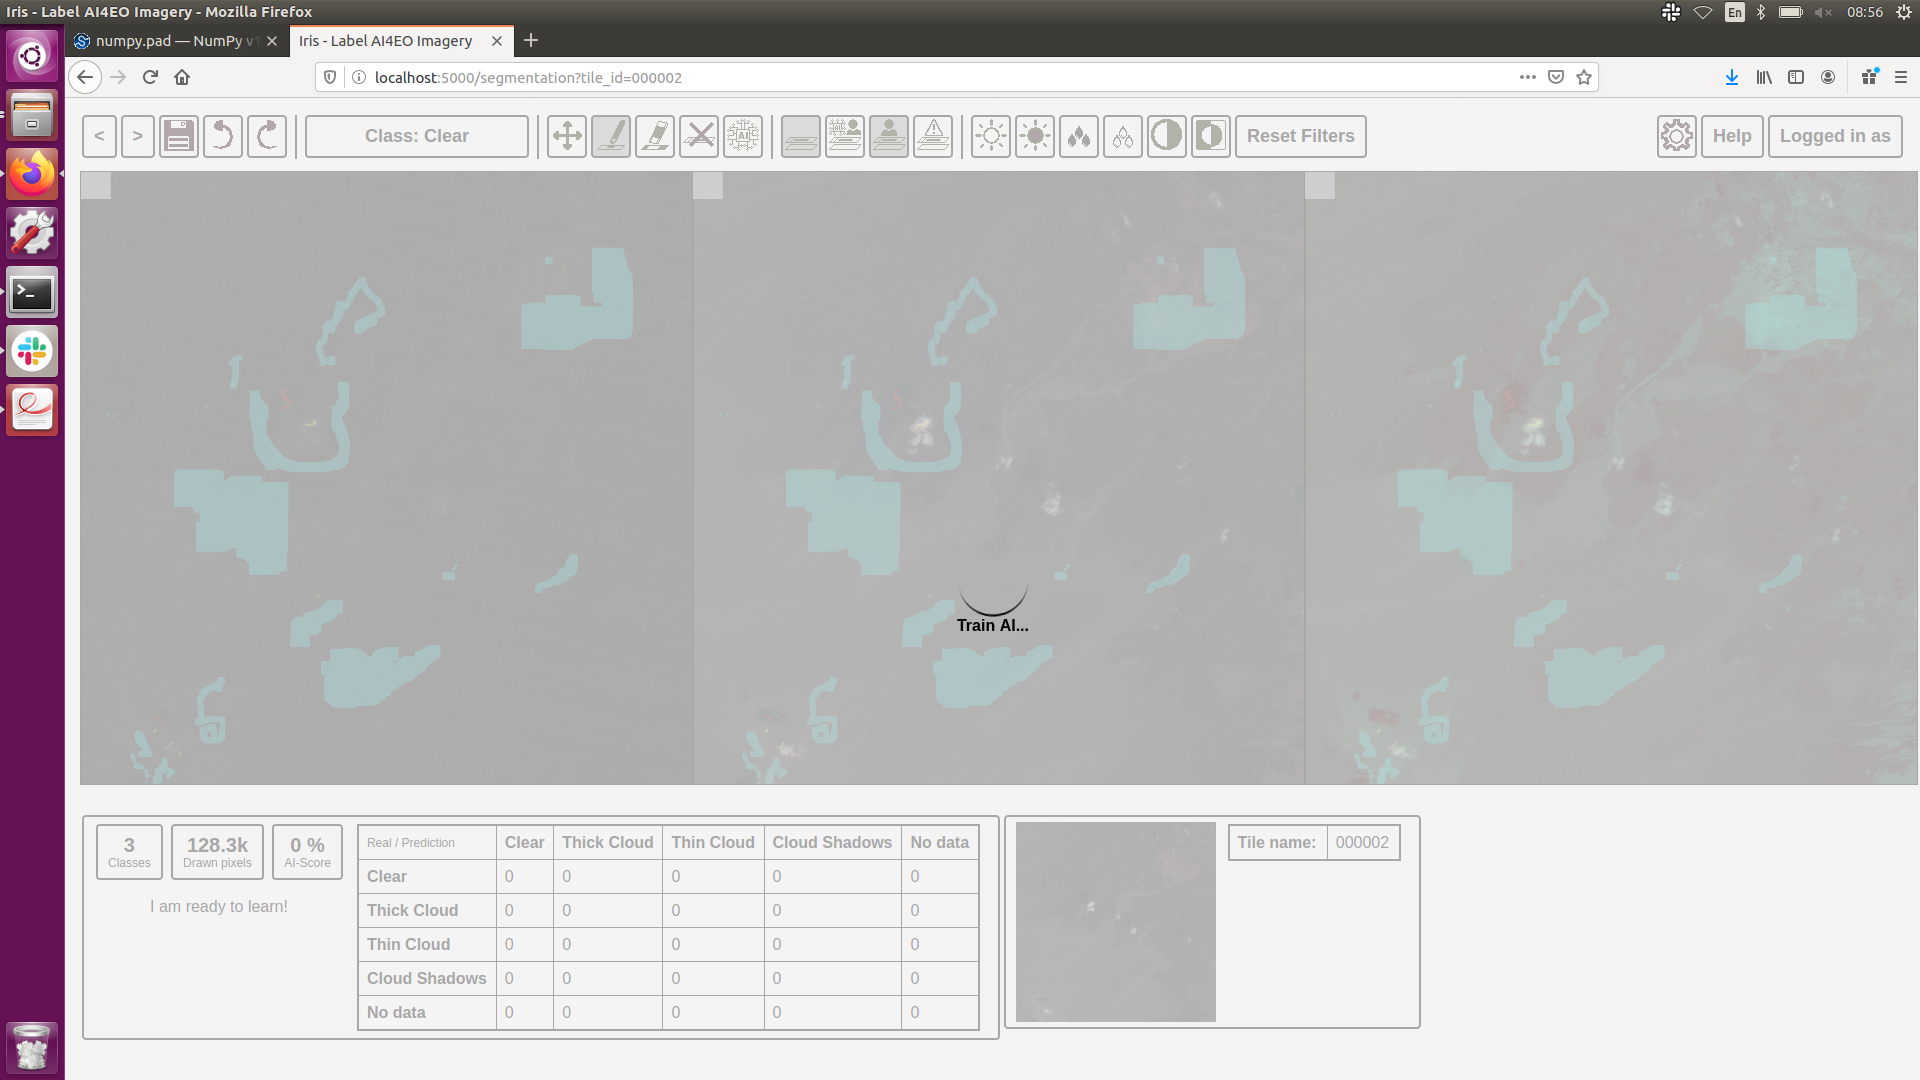 Iris - Label AI4EO Imagery - Mozilla Firefox
En
08:56
numpy.pad — NumPy v1
Iris - Label AI4EO Imagery
localhost:5000/segmentation?tile_id=000002
<
>
Class: Clear
AI
AI
Reset Filters
Help
Logged in as
Train AI...
3
Classes
128.3k
Drawn pixels
0 %
AI-Score
I am ready to learn!
Real / Prediction Clear Thick Cloud Thin Cloud Cloud Shadows No data
Clear 0 0 0 0 0
Thick Cloud 0 0 0 0 0
Thin Cloud 0 0 0 0 0
Cloud Shadows 0 0 0 0 0
No data 0 0 0 0 0
Tile name: 000002